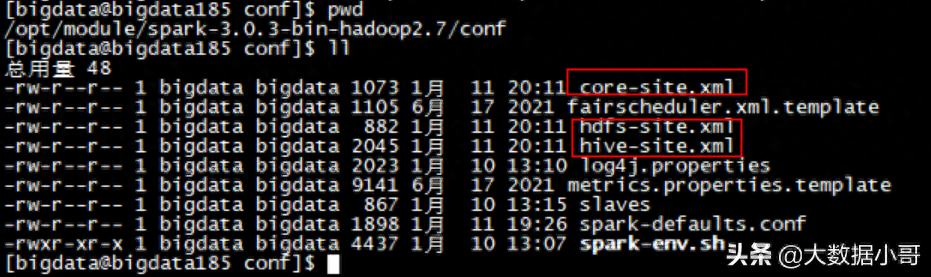 [bigdata@bigdata185 conf]$ pwd
/opt/module/spark-3.0.3-bin-hadoop2.7/conf
[bigdata@bigdata185 conf]$ ll
总用量 48
-rw-r--r-- 1 bigdata bigdata 1073 1月 11 20:11 core-site.xml
-rw-r--r-- 1 bigdata bigdata 1105 6月 17 2021 fairscheduler.xml.template
-rw-r--r-- 1 bigdata bigdata 882 1月 11 20:11 hdfs-site.xml
-rw-r--r-- 1 bigdata bigdata 2045 1月 11 20:11 hive-site.xml
-rw-r--r-- 1 bigdata bigdata 2023 1月 10 13:10 log4j.properties
-rw-r--r-- 1 bigdata bigdata 9141 6月 17 2021 metrics.properties.template
-rw-r--r-- 1 bigdata bigdata 867 1月 10 13:15 slaves
-rw-r--r-- 1 bigdata bigdata 1898 1月 11 19:26 spark-defaults.conf
-rwxr-xr-x 1 bigdata bigdata 4437 1月 10 13:07 spark-env.sh
[bigdata@bigdata185 conf]$
头条 @大数据小哥